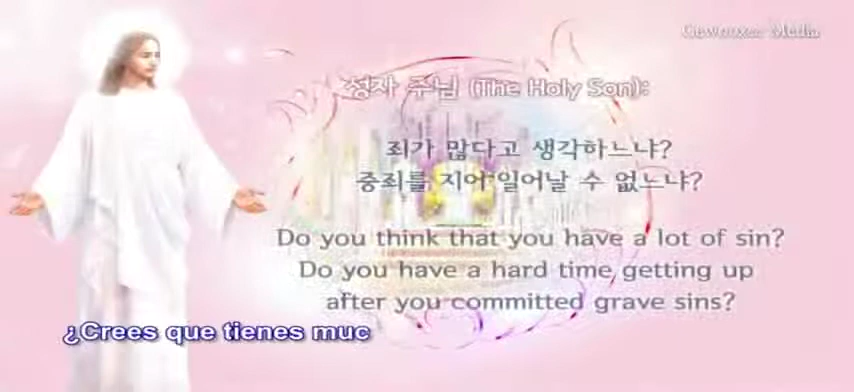 Media
성자 주님 (The Holy Son):
죄가 많다고 생각하느냐?
중죄를 지어 일어날 수 없느냐?
Do you think that you have a lot of sin?
Do you have a hard time getting up
after you committed grave sins?
¿Crees que tienes muc